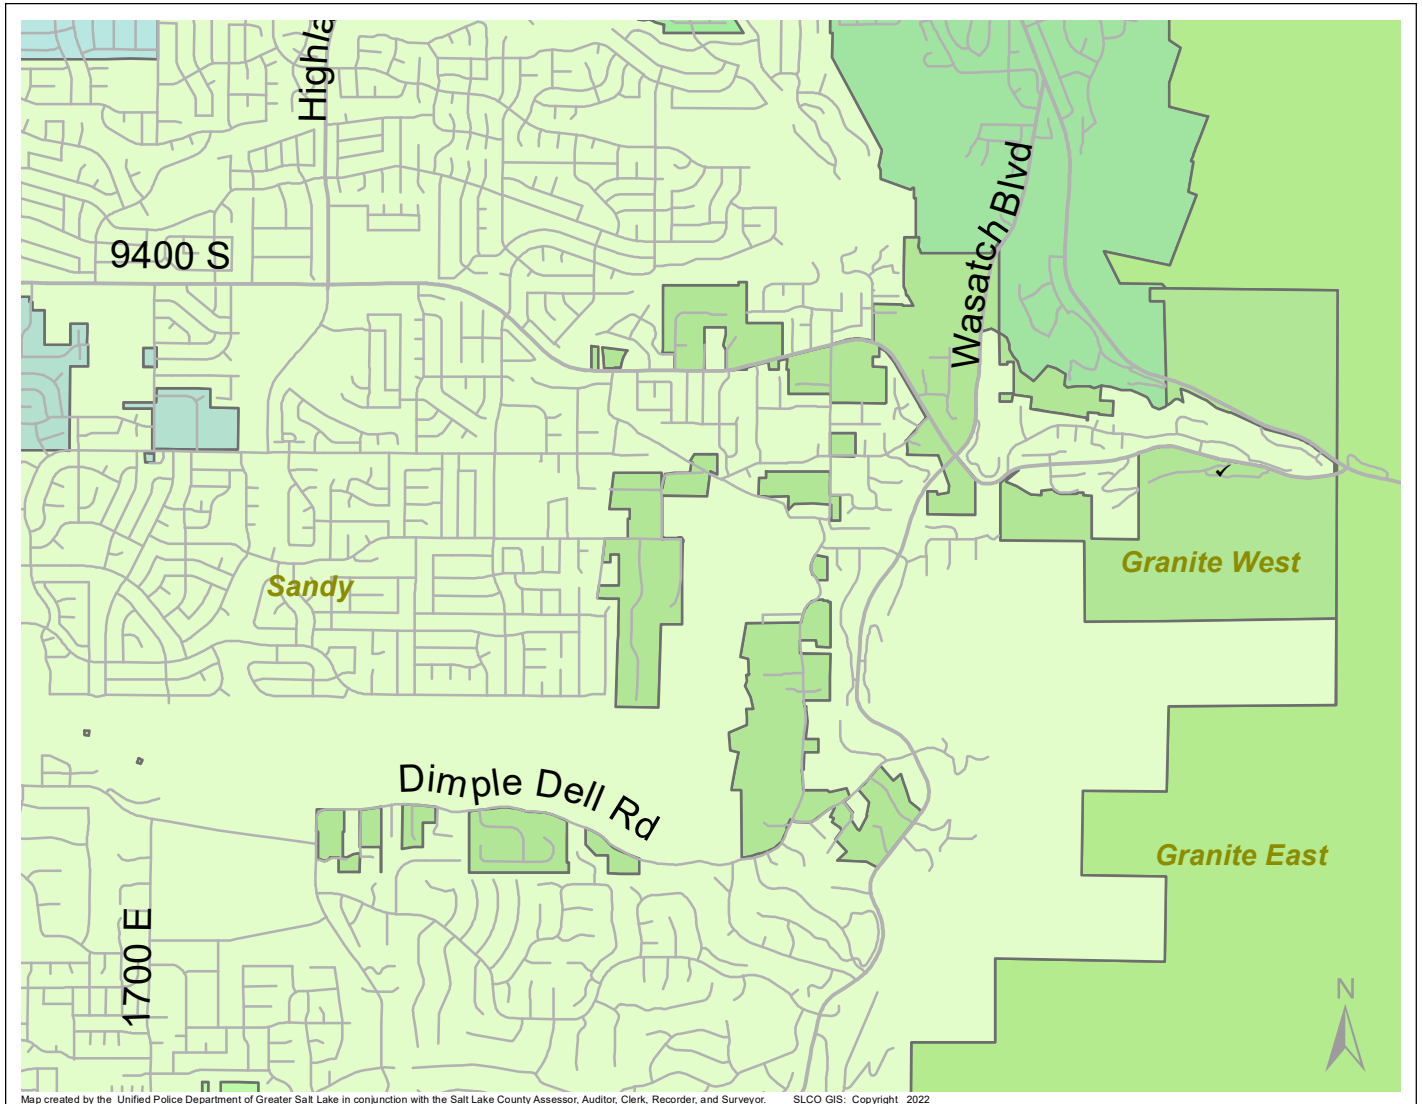 Highla
9400 S
Wasatch Blvd
Granite West
Sandy
Dimple Dell Rd
Granite East
1700 E
N
Map created by the Unified Police Department of Greater Salt Lake in conjunction with the Salt Lake County Assessor, Auditor, Clerk, Recorder, and Surveyor. SLCO GIS: Copyright 2022